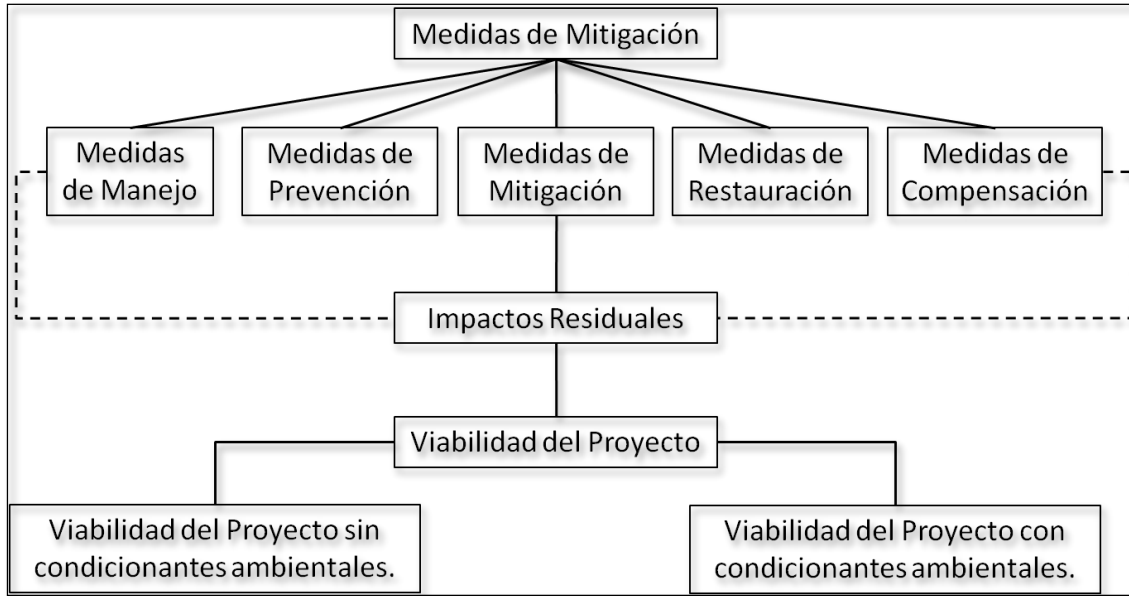 Medidas de Mitigación
Medidas
de Manejo
Medidas de
Prevención
Medidas de
Mitigación
Medidas de
Restauración
Medidas de
Compensación
Impactos Residuales
Viabilidad del Proyecto
Viabilidad del Proyecto sin
condicionantes ambientales.
Viabilidad del Proyecto con
condicionantes ambientales.